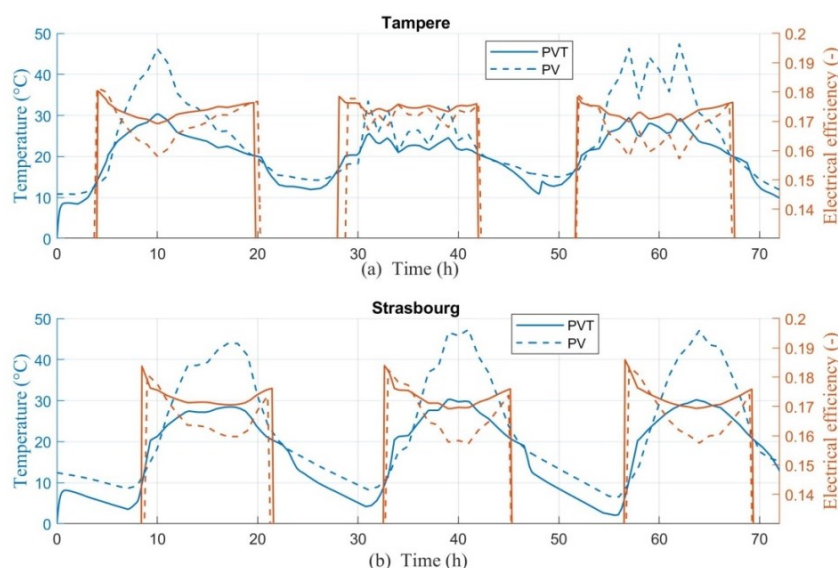 Tampere
50
40
30
20
10
0
Temperature (°C)
0.2
0.19
0.18
0.17
0.16
0.15
0.14
Electrical efficiency (-)
PVT
PV
0 10 20 30 40 50 60 70
(a) Time (h)
Strasbourg
50
40
30
20
10
0
Temperature (°C)
0.2
0.19
0.18
0.17
0.16
0.15
0.14
Electrical efficiency (-)
PVT
PV
0 10 20 30 40 50 60 70
(b) Time (h)